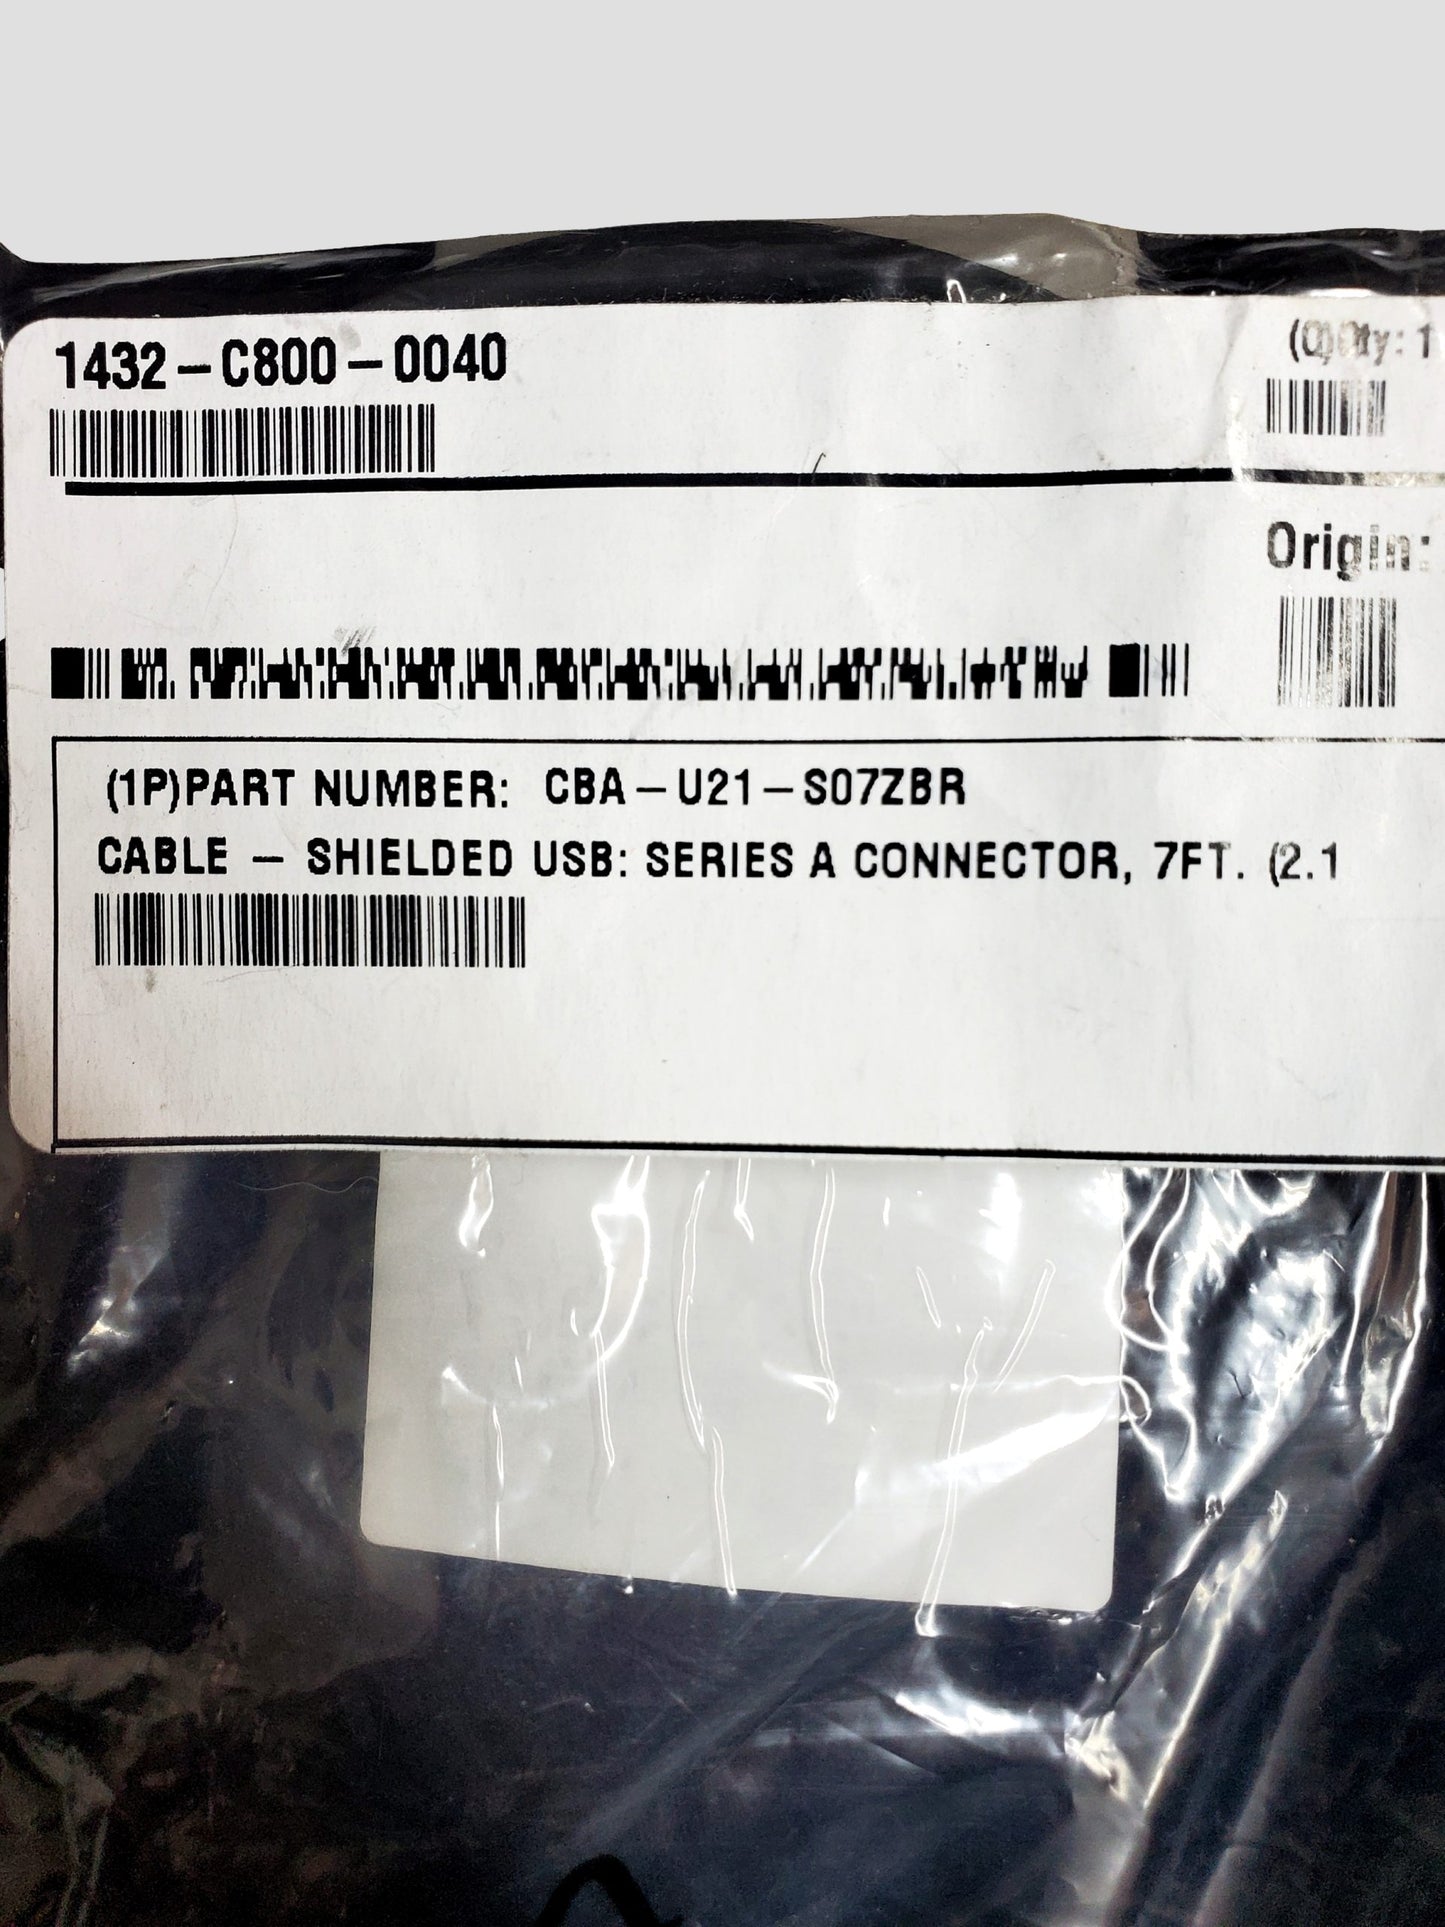 1432-C800-0040
(Q)Qty: 1
Origin:
(1P)PART NUMBER: CBA-U21-S07ZBR
CABLE - SHIELDED USB: SERIES A CONNECTOR, 7FT. (2.1